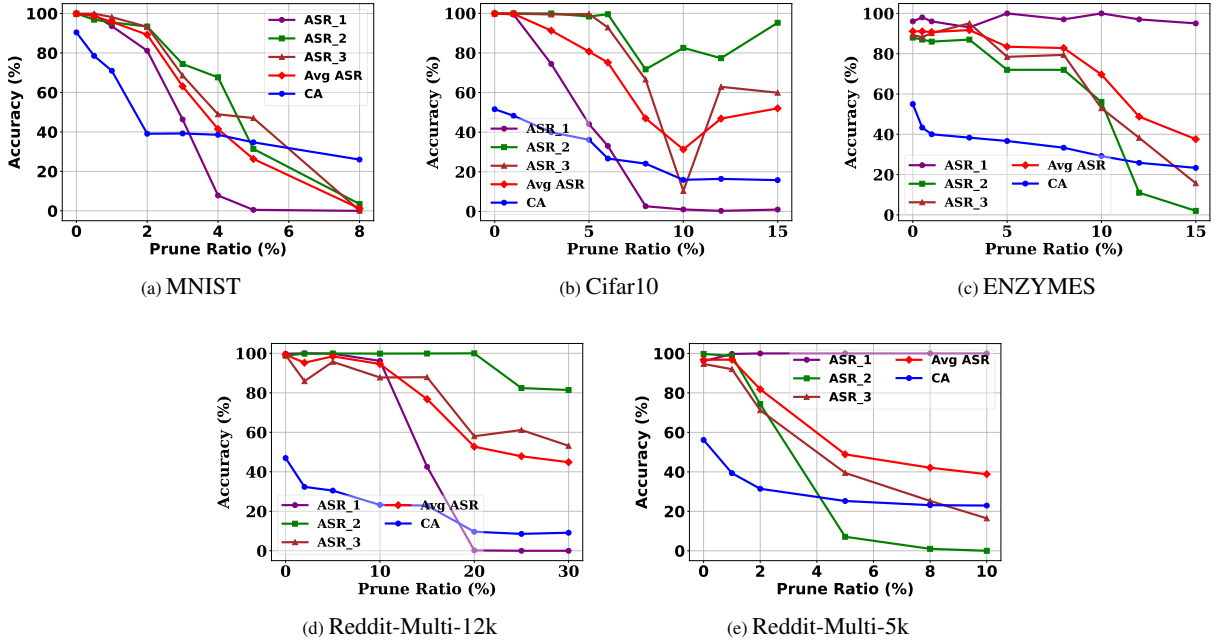 100
80
60
40
20
0
Accuracy (%)
ASR_1
ASR_2
ASR_3
Avg ASR
CA
0 2 4 6 8
Prune Ratio (%)
(a) MNIST
100
80
60
40
20
0
Accuracy (%)
ASR_1
ASR_2
ASR_3
Avg ASR
CA
0 5 10 15
Prune Ratio (%)
(b) Cifar10
100
80
60
40
20
0
Accuracy (%)
ASR_1 Avg ASR
ASR_2 CA
ASR_3
0 5 10 15
Prune Ratio (%)
(c) ENZYMES
100
80
60
40
20
0
Accuracy (%)
ASR_1 Avg ASR
ASR_2 CA
ASR_3
0 10 20 30
Prune Ratio (%)
(d) Reddit-Multi-12k
100
80
60
40
20
0
Accuracy (%)
ASR_1 Avg ASR
ASR_2 CA
ASR_3
0 2 4 6 8 10
Prune Ratio (%)
(e) Reddit-Multi-5k